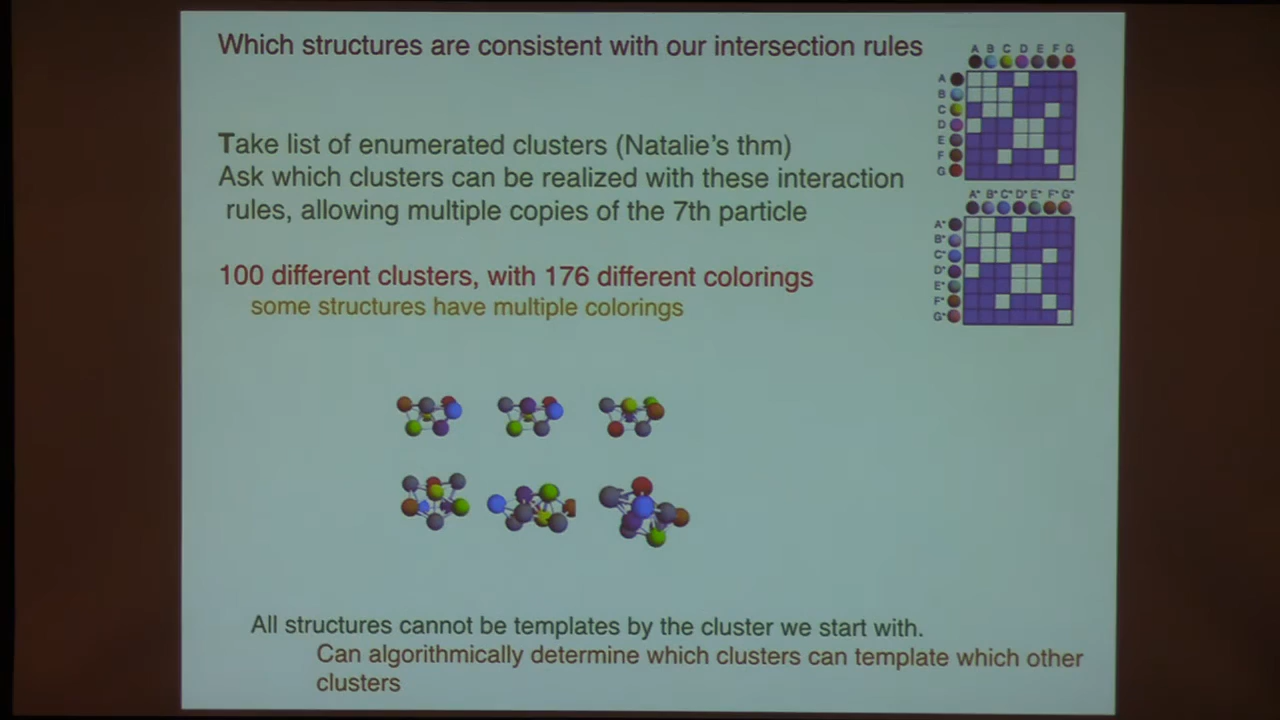 Which structures are consistent with our intersection rules
Take list of enumerated clusters (Natalie's thm)
Ask which clusters can be realized with these interaction
rules, allowing multiple copies of the 7th particle
100 different clusters, with 176 different colorings
some structures have multiple colorings
All structures cannot be templates by the cluster we start with.
Can algorithmically determine which clusters can template which other
clusters
A B C D E F G
A
B
C
D
E
F
G
A* B* C* D* E* F* G*
A*
B*
C*
D*
E*
F*
G*